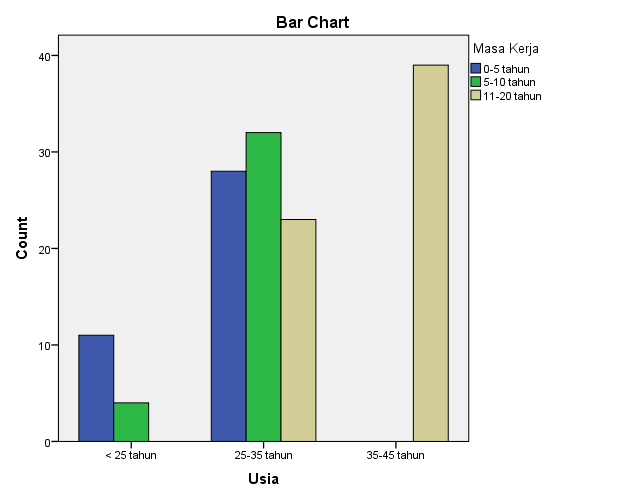 Bar Chart
Masa Kerja
0-5 tahun
5-10 tahun
11-20 tahun
Count
40
30
20
10
0
< 25 tahun
25-35 tahun
35-45 tahun
Usia